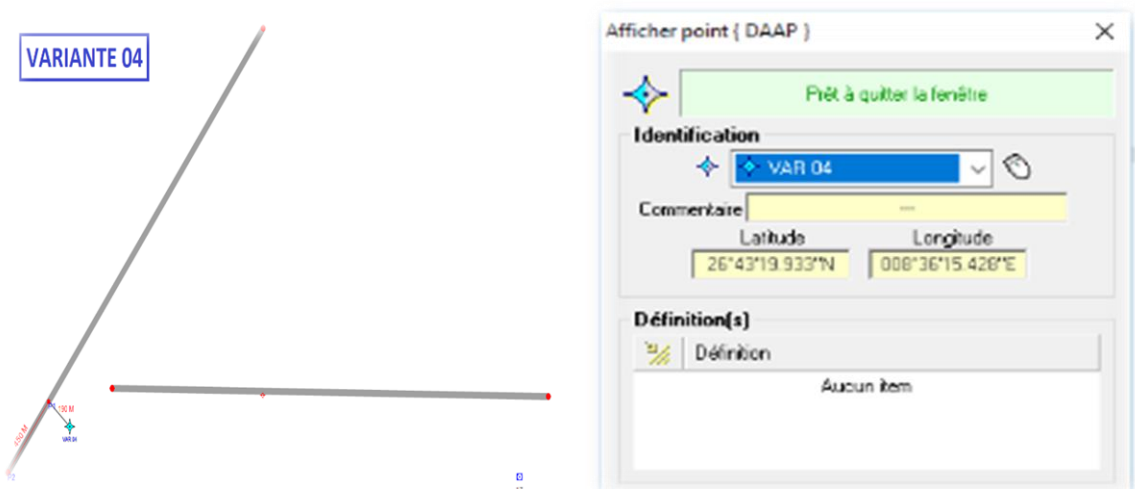 VARIANTE 04
VAR 04
Afficher point { DAAP }
Prêt à quitter la fenêtre
Identification
VAR 04
Commentaire
---
Latitude Longitude
26°43'19.933"N 008°36'15.428"E
Définition(s)
Définition
Aucun item